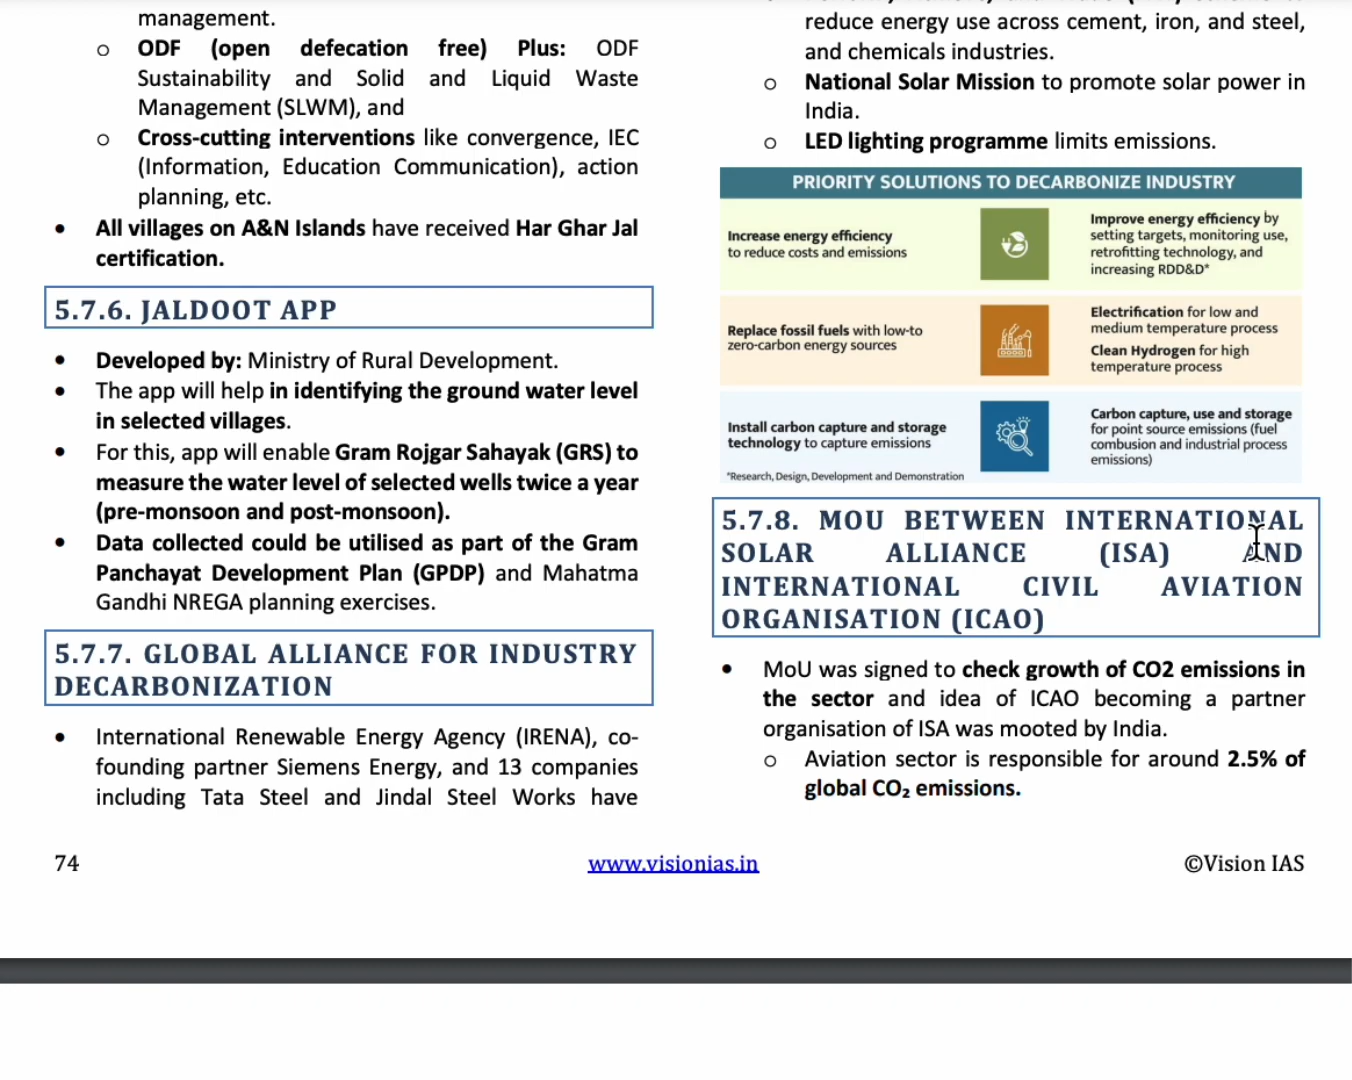 management.
o ODF (open defecation free) Plus: ODF
Sustainability and Solid and Liquid Waste
Management (SLWM), and
o Cross-cutting interventions like convergence, IEC
(Information, Education Communication), action
planning, etc.
• All villages on A&N Islands have received Har Ghar Jal
certification.
5.7.6. JALDOOT APP
• Developed by: Ministry of Rural Development.
• The app will help in identifying the ground water level
in selected villages.
• For this, app will enable Gram Rojgar Sahayak (GRS) to
measure the water level of selected wells twice a year
(pre-monsoon and post-monsoon).
• Data collected could be utilised as part of the Gram
Panchayat Development Plan (GPDP) and Mahatma
Gandhi NREGA planning exercises.
5.7.7. GLOBAL ALLIANCE FOR INDUSTRY
DECARBONIZATION
• International Renewable Energy Agency (IRENA), co-
founding partner Siemens Energy, and 13 companies
including Tata Steel and Jindal Steel Works have
reduce energy use across cement, iron, and steel,
and chemicals industries.
o National Solar Mission to promote solar power in
India.
o LED lighting programme limits emissions.
PRIORITY SOLUTIONS TO DECARBONIZE INDUSTRY
Increase energy efficiency
to reduce costs and emissions
Improve energy efficiency by
setting targets, monitoring use,
retrofitting technology, and
increasing RDD&D*
Replace fossil fuels with low-to
zero-carbon energy sources
Electrification for low and
medium temperature process
Clean Hydrogen for high
temperature process
Install carbon capture and storage
technology to capture emissions
Carbon capture, use and storage
for point source emissions (fuel
combusion and industrial process
emissions)
*Research, Design, Development and Demonstration
5.7.8. MOU BETWEEN INTERNATIONAL
SOLAR ALLIANCE (ISA) AND
INTERNATIONAL CIVIL AVIATION
ORGANISATION (ICAO)
• MoU was signed to check growth of CO2 emissions in
the sector and idea of ICAO becoming a partner
organisation of ISA was mooted by India.
o Aviation sector is responsible for around 2.5% of
global CO₂ emissions.
74
www.visionias.in
©Vision IAS